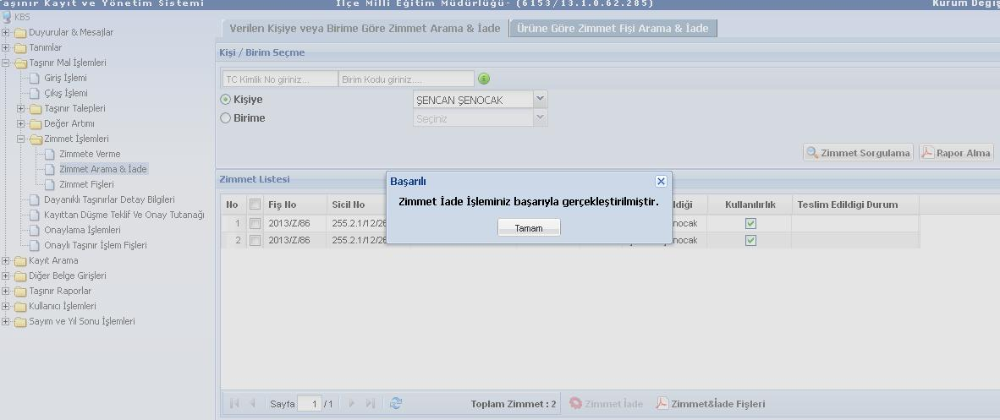 Taşınır Kayıt ve Yönetim Sistemi
İlçe Milli Eğitim Müdürlüğü- (6153/13.1.0.62.285)
Kurum Değiş
KBS
Duyurular & Mesajlar
Tanımlar
Taşınır Mal İşlemleri
Giriş İşlemi
Çıkış İşlemi
Taşınır Talepleri
Değer Artımı
Zimmet İşlemleri
Zimmete Verme
Zimmet Arama & İade
Zimmet Fişleri
Dayanıklı Taşınırlar Detay Bilgileri
Kayıttan Düşme Teklif Ve Onay Tutanağı
Onaylama İşlemleri
Onaylı Taşınır İşlem Fişleri
Kayıt Arama
Diğer Belge Girişleri
Taşınır Raporlar
Kullanıcı İşlemleri
Sayım ve Yıl Sonu İşlemleri
Verilen Kişiye veya Birime Göre Zimmet Arama & İade
Ürüne Göre Zimmet Fişi Arama & İade
Kişi / Birim Seçme
TC Kimlik No giriniz...
Birim Kodu giriniz....
Kişiye
ŞENCAN ŞENOCAK
Birime
Seçiniz
Zimmet Sorgulama
Rapor Alma
Zimmet Listesi
No Fiş No Sicil No ldiği Kullanılırlık Teslim Edildigi Durum
1 2013/Z/86 255.2.1/12/26 nocak
2 2013/Z/86 255.2.1/12/26 nocak
Başarılı
Zimmet İade İşleminiz başarıyla gerçekleştirilmiştir.
Tamam
Sayfa 1 /1
Toplam Zimmet : 2
Zimmet İade
Zimmet&İade Fişleri